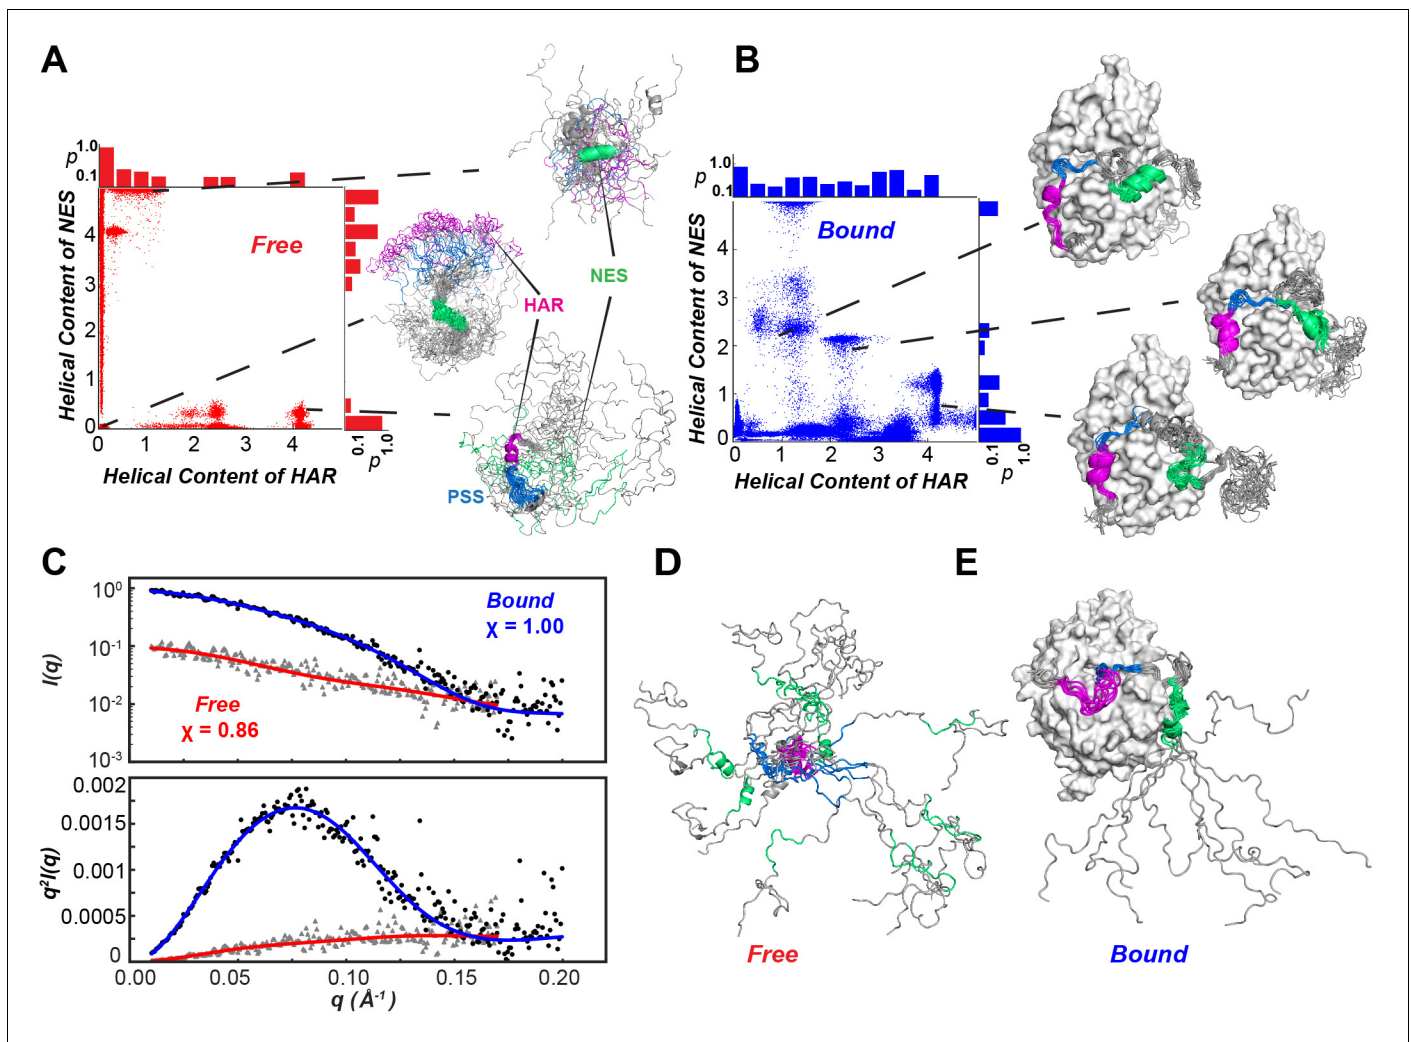 A
p
1.0
0.1
Helical Content of NES
4
3
2
1
0
Free
0
1
2
3
4
Helical Content of HAR
0.1
1.0
p
HAR
NES
PSS
B
p
1.0
0.1
Helical Content of NES
4
3
2
1
0
Bound
0
1
2
3
4
Helical Content of HAR
0.1
1.0
p
C
I(q)
10⁰
10⁻¹
10⁻²
10⁻³
Bound
χ = 1.00
Free
χ = 0.86
q²I(q)
0.002
0.0015
0.001
0.0005
0
0.00
0.05
0.10
0.15
0.20
q (Å⁻¹)
D
Free
E
Bound